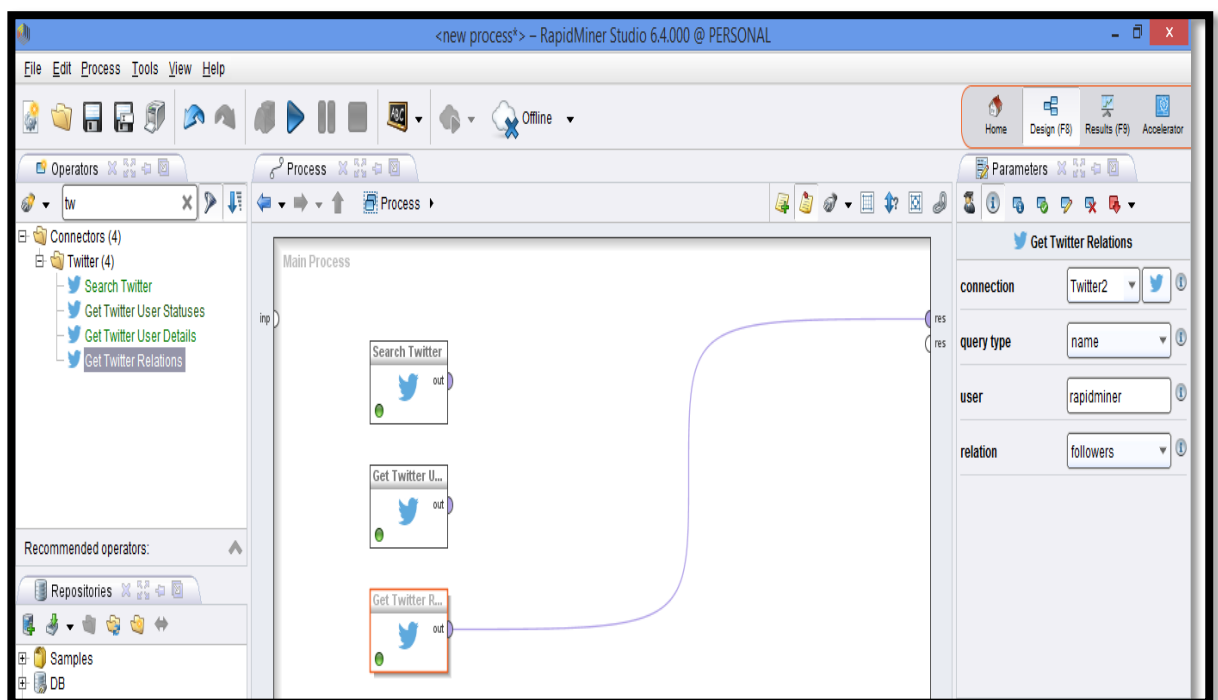 <new process*> – RapidMiner Studio 6.4.000 @ PERSONAL
File Edit Process Tools View Help
Offline
Home Design (F8) Results (F9) Accelerator
Operators
tw
Connectors (4)
Twitter (4)
Search Twitter
Get Twitter User Statuses
Get Twitter User Details
Get Twitter Relations
Recommended operators:
Repositories
Samples
DB
Process
Process
Main Process
inp
res
res
Search Twitter
out
Get Twitter U...
out
Get Twitter R...
out
Parameters
Get Twitter Relations
connection Twitter2
query type name
user rapidminer
relation followers